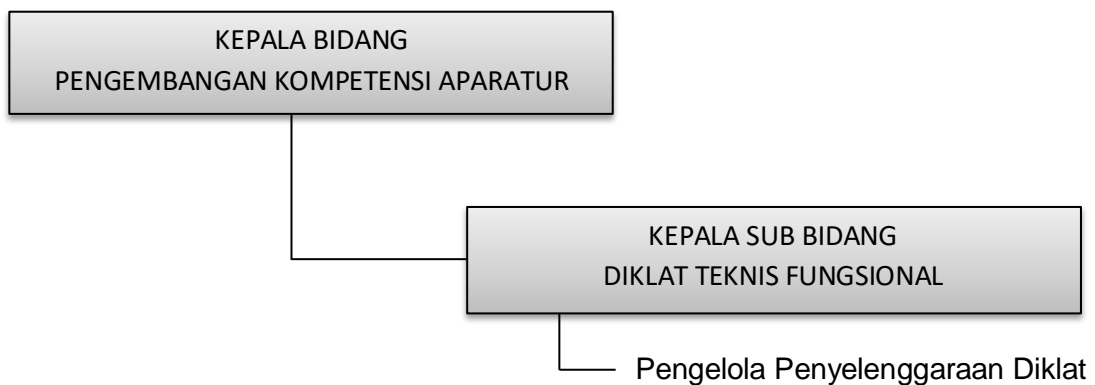 KEPALA BIDANG
PENGEMBANGAN KOMPETENSI APARATUR
KEPALA SUB BIDANG
DIKLAT TEKNIS FUNGSIONAL
Pengelola Penyelenggaraan Diklat